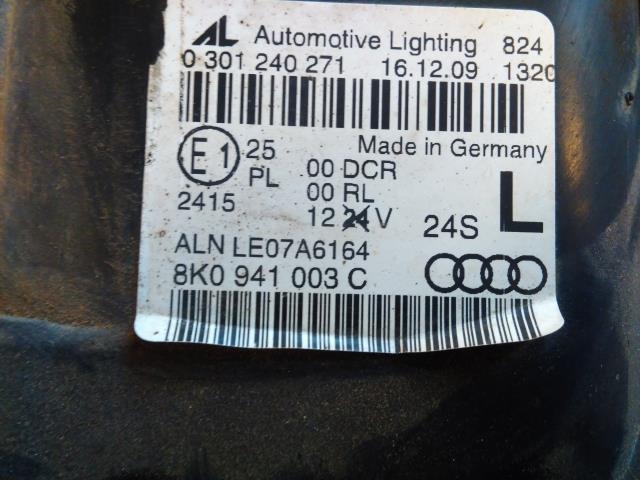 AL Automotive Lighting 824
0 301 240 271 16.12.09 1320
Made in Germany
E1 25 00 DCR
PL 00 RL
2415 12 24 V 24S L
ALN LE07A6164
8K0 941 003 C